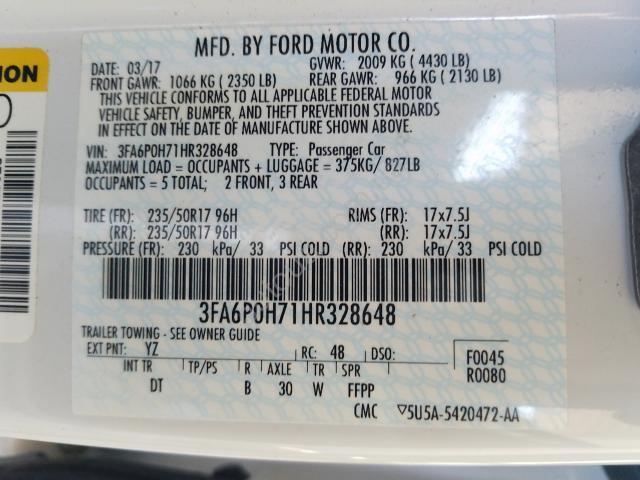 MFD. BY FORD MOTOR CO.
DATE: 03/17 GVWR: 2009 KG ( 4430 LB)
FRONT GAWR: 1066 KG ( 2350 LB) REAR GAWR: 966 KG ( 2130 LB)
THIS VEHICLE CONFORMS TO ALL APPLICABLE FEDERAL MOTOR
VEHICLE SAFETY, BUMPER, AND THEFT PREVENTION STANDARDS
IN EFFECT ON THE DATE OF MANUFACTURE SHOWN ABOVE.
VIN: 3FA6P0H71HR328648 TYPE: Passenger Car
MAXIMUM LOAD = OCCUPANTS + LUGGAGE = 375KG/ 827LB
OCCUPANTS = 5 TOTAL; 2 FRONT, 3 REAR
TIRE (FR): 235/50R17 96H RIMS (FR): 17x7.5J
(RR): 235/50R17 96H (RR): 17x7.5J
PRESSURE (FR): 230 kPa/ 33 PSI COLD (RR): 230 kPa/ 33 PSI COLD
3FA6P0H71HR328648
TRAILER TOWING - SEE OWNER GUIDE
EXT PNT: YZ RC: 48 DSO: F0045
R0080
INT TR TP/PS R AXLE TR SPR
DT B 30 W FFPP
CMC ▽5U5A-5420472-AA
ION